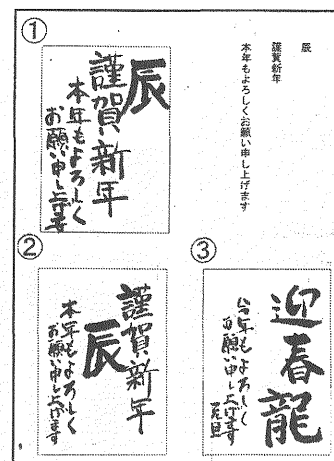 辰
謹賀新年
本年もよろしくお願い申し上げます
①
辰
謹賀新年
本年もよろしく
お願い申し上げます
②
謹賀新年
辰
本年もよろしく
お願い申し上げます
③
迎春
龍
今年もよろしく
お願い申し上げます
元旦